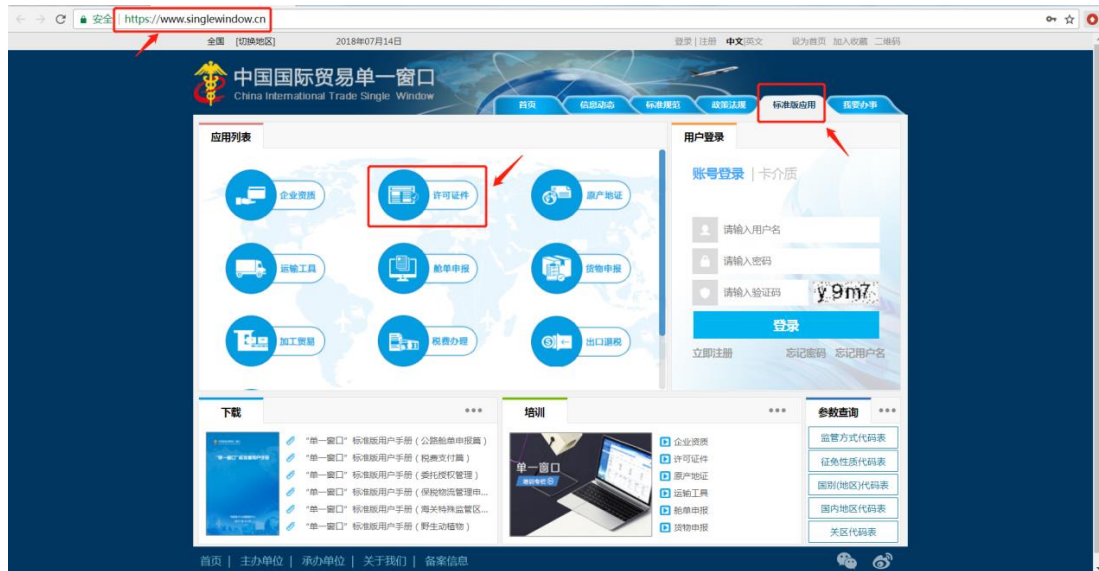 安全 | https://www.singlewindow.cn
全国 [切换地区] 2018年07月14日 登录 | 注册 中文|英文 设为首页 加入收藏 二维码
中国国际贸易单一窗口
China International Trade Single Window
首页 信息动态 标准规范 政策法规 标准版应用 我要办事
应用列表
企业资质 许可证件 原产地证
运输工具 舱单申报 货物申报
加工贸易 税费办理 出口退税
用户登录
账号登录 | 卡介质
请输入用户名
请输入密码
请输入验证码 y9m7
登录
立即注册 忘记密码 忘记用户名
下载 •••
“单一窗口”标准版用户手册(公路舱单申报篇)
“单一窗口”标准版用户手册(税费支付篇)
“单一窗口”标准版用户手册(委托授权管理)
“单一窗口”标准版用户手册(保税物流管理申...
“单一窗口”标准版用户手册(海关特殊监管区...
“单一窗口”标准版用户手册(野生动植物)
培训 •••
单一窗口
企业资质
许可证件
原产地证
运输工具
舱单申报
货物申报
参数查询 •••
监管方式代码表
征免性质代码表
国别(地区)代码表
国内地区代码表
关区代码表
首页 | 主办单位 | 承办单位 | 关于我们 | 备案信息